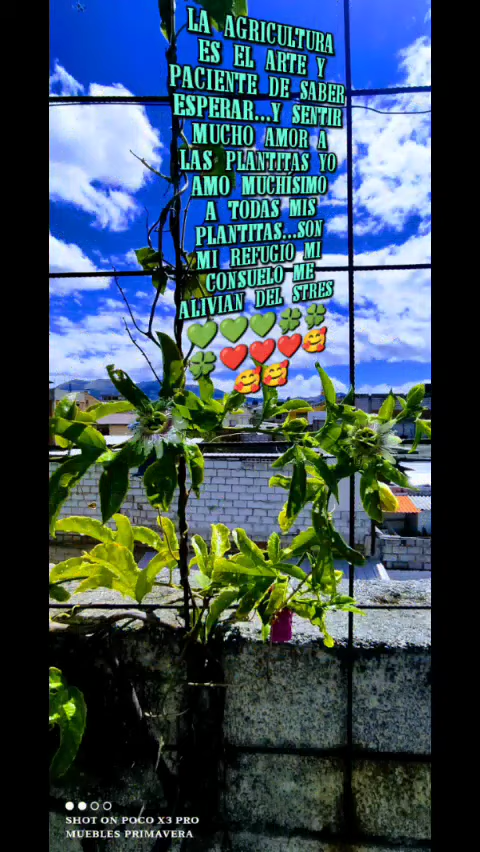 LA AGRICULTURA
ES EL ARTE Y
PACIENTE DE SABER
ESPERAR...Y SENTIR
MUCHO AMOR A
LAS PLANTITAS YO
AMO MUCHÍSIMO
A TODAS MIS
PLANTITAS...SON
MI REFUGIO MI
CONSUELO ME
ALIVIAN DEL STRES
💚💚💚🍀🍀
🍀❤️❤️❤️🥰
🥰🥰
SHOT ON POCO X3 PRO
MUEBLES PRIMAVERA